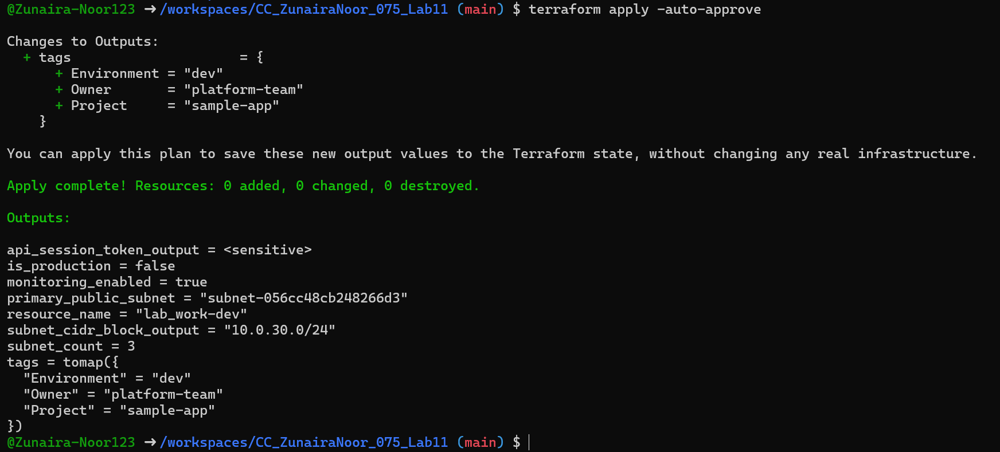 @Zunaira-Noor123 ➜ /workspaces/CC_ZunairaNoor_075_Lab11 (main) $ terraform apply -auto-approve

Changes to Outputs:
  + tags                     = {
      + Environment = "dev"
      + Owner       = "platform-team"
      + Project     = "sample-app"
    }

You can apply this plan to save these new output values to the Terraform state, without changing any real infrastructure.

Apply complete! Resources: 0 added, 0 changed, 0 destroyed.

Outputs:

api_session_token_output = <sensitive>
is_production = false
monitoring_enabled = true
primary_public_subnet = "subnet-056cc48cb248266d3"
resource_name = "lab_work-dev"
subnet_cidr_block_output = "10.0.30.0/24"
subnet_count = 3
tags = tomap({
  "Environment" = "dev"
  "Owner" = "platform-team"
  "Project" = "sample-app"
})
@Zunaira-Noor123 ➜ /workspaces/CC_ZunairaNoor_075_Lab11 (main) $